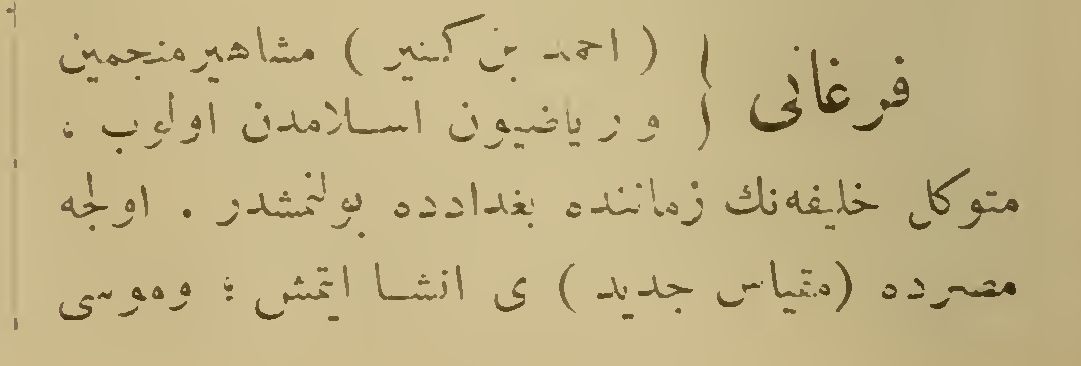 فرغانی } ( احمد بن کثیر ) مشاهیر منجمین
و ریاضیون اسلامدن اولوب ،
متوکل خلیفه‌نك زماننده بغدادده بولنمشدر . اولجه
مصرده (مقیاس جدید ) ی انشا ایتمش ؛ وموسی